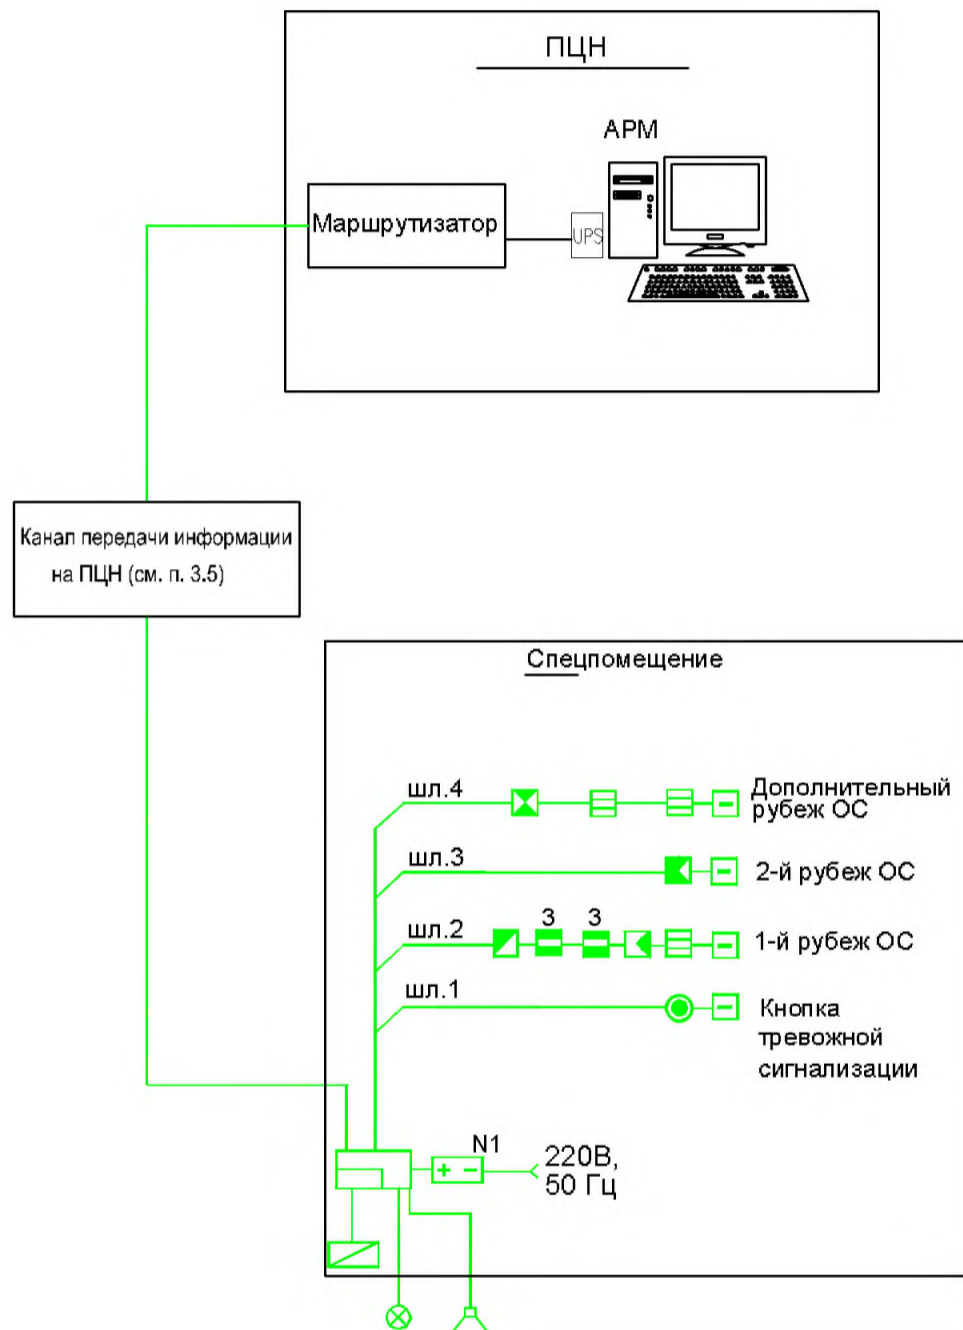 ПЦН
АРМ
Маршрутизатор
UPS
Канал передачи информации
на ПЦН (см. п. 3.5)
Спецпомещение
шл.4
Дополнительный
рубеж ОС
шл.3
2-й рубеж ОС
шл.2
3
3
1-й рубеж ОС
шл.1
Кнопка
тревожной
сигнализации
N1
220В,
50 Гц